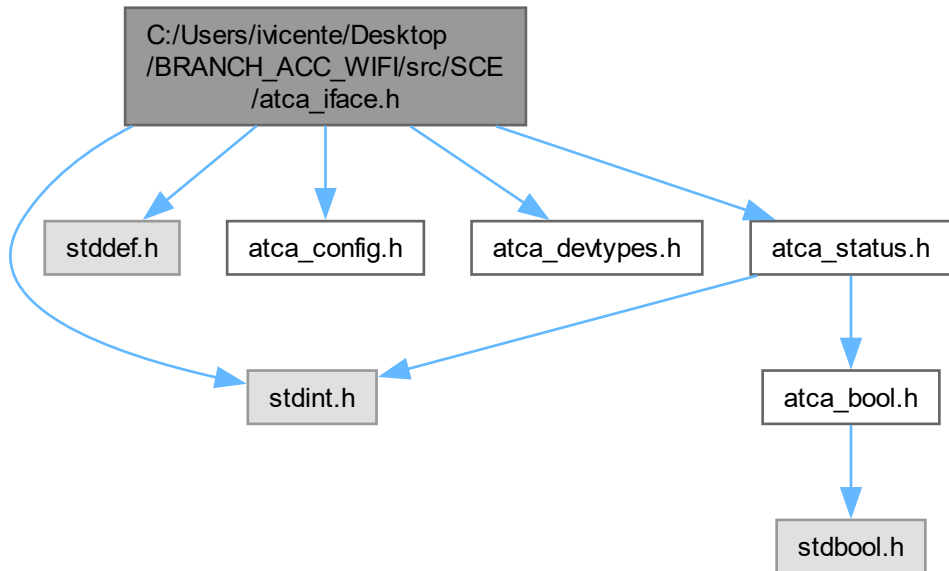 C:/Users/ivicente/Desktop
/BRANCH_ACC_WIFI/src/SCE
/atca_iface.h
stddef.h
atca_config.h
atca_devtypes.h
atca_status.h
stdint.h
atca_bool.h
stdbool.h